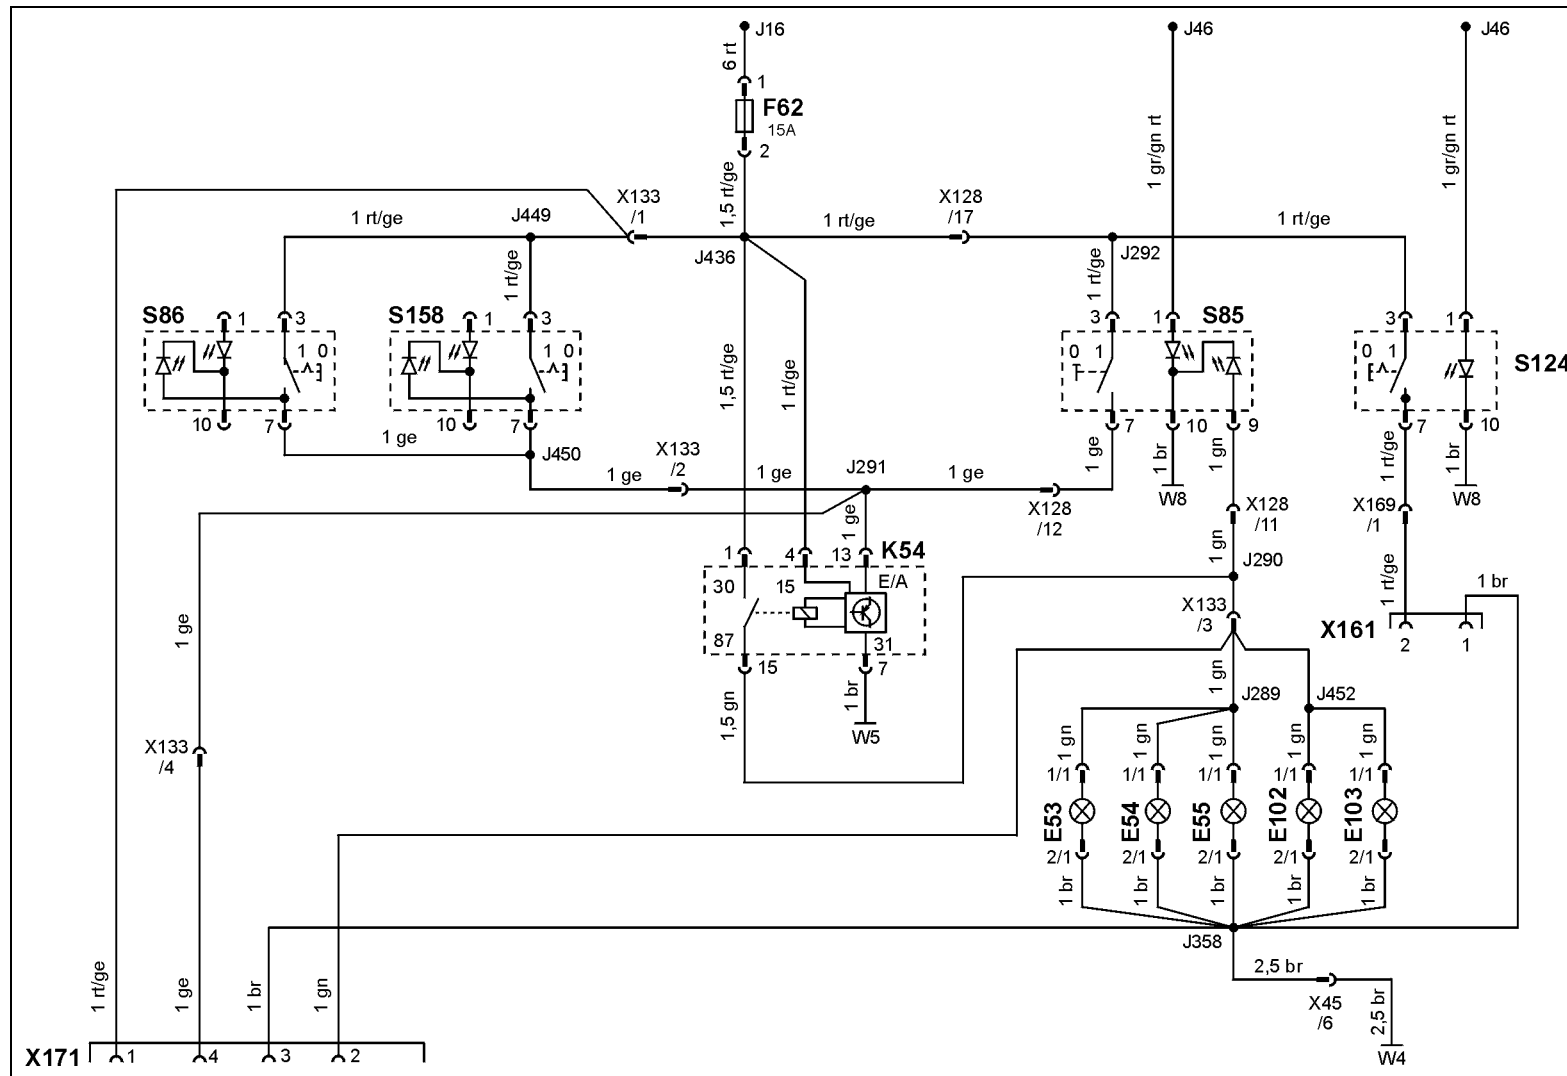 J16
J46
J46
6 rt
1
F62
15A
2
1 gr/gn rt
1 gr/gn rt
1,5 rt/ge
X133
/1
X128
/17
1 rt/ge
J449
1 rt/ge
1 rt/ge
J436
J292
1 rt/ge
1 rt/ge
S86
1
3
S158
1
3
3
1
S85
3
1
1 0
1 0
0 1
0 1
S124
1,5 rt/ge
1 rt/ge
10
7
10
7
7
10
9
7
10
1 ge
J450
1 ge
1 br
1 gn
1 rt/ge
1 br
X133
/2
J291
1 ge
1 ge
1 ge
W8
W8
X128
/12
X128
/11
X169
/1
1 ge
1 gn
1
4
13
K54
J290
30
15
E/A
1 rt/ge
1 br
X133
/3
1 ge
87
31
X161
2
1
15
7
1 gn
1,5 gn
1 br
J289
J452
W5
X133
/4
1 gn
1 gn
1 gn
1 gn
1 gn
1/1
1/1
1/1
1/1
1/1
E53
E54
E55
E102
E103
2/1
2/1
2/1
2/1
2/1
1 br
1 br
1 br
1 br
1 br
J358
2,5 br
1 rt/ge
1 ge
1 br
1 gn
X45
/6
2,5 br
W4
X171
1
4
3
2